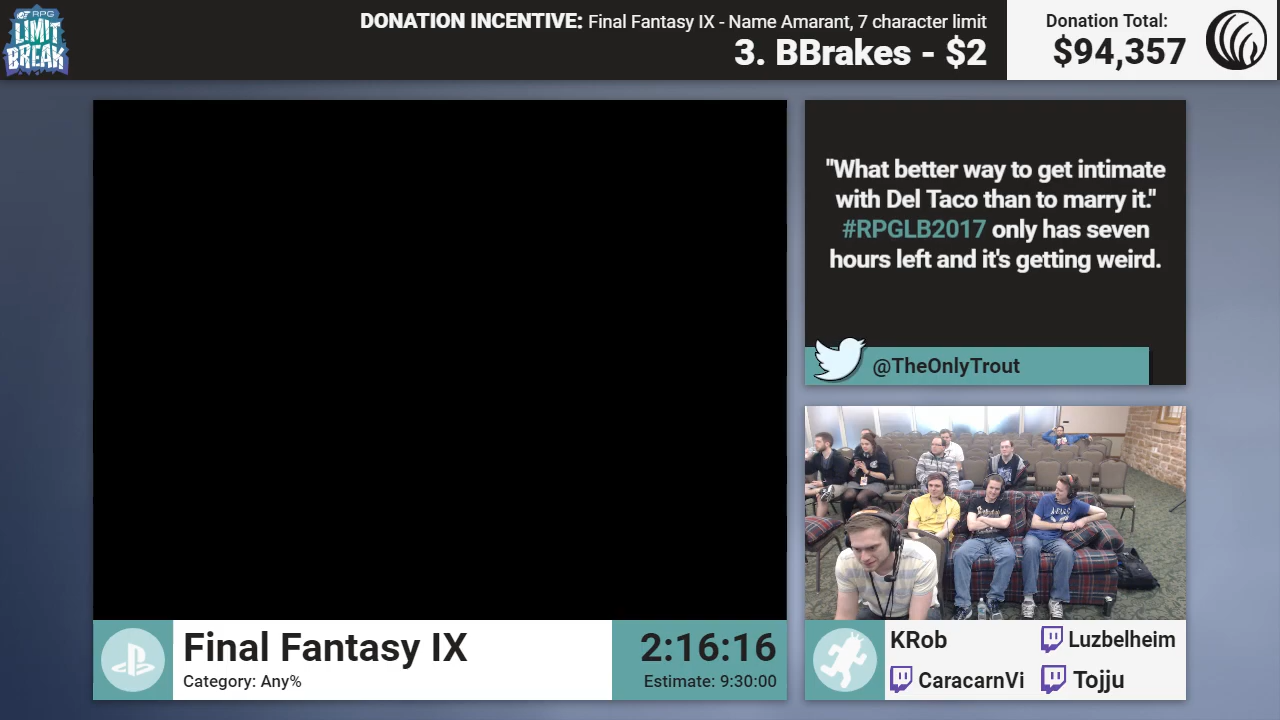 RPG
LIMIT
BREAK
DONATION INCENTIVE: Final Fantasy IX - Name Amarant, 7 character limit
3. BBrakes - $2
Donation Total:
$94,357
"What better way to get intimate
with Del Taco than to marry it."
#RPGLB2017 only has seven
hours left and it's getting weird.
@TheOnlyTrout
Final Fantasy IX
Category: Any%
2:16:16
Estimate: 9:30:00
KRob
Luzbelheim
CaracarnVi
Tojju